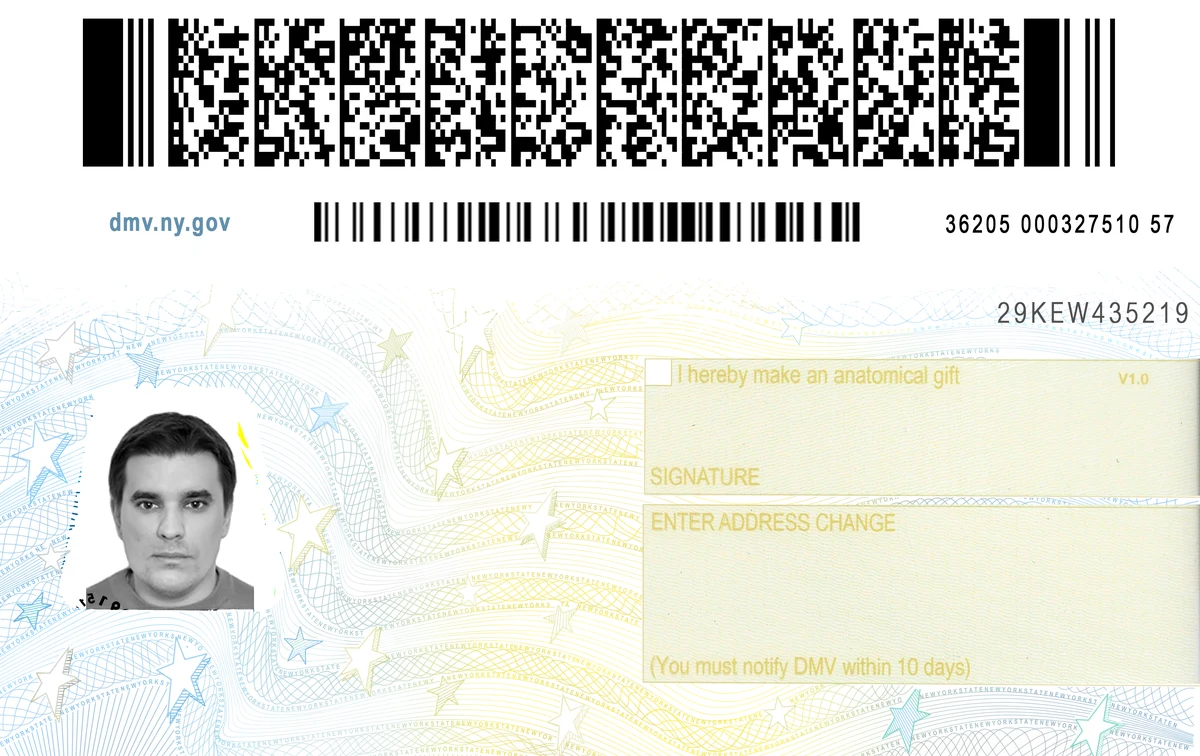 dmv.ny.gov
36205 000327510 57
29KEW435219
I hereby make an anatomical gift
V1.0
SIGNATURE
ENTER ADDRESS CHANGE
(You must notify DMV within 10 days)